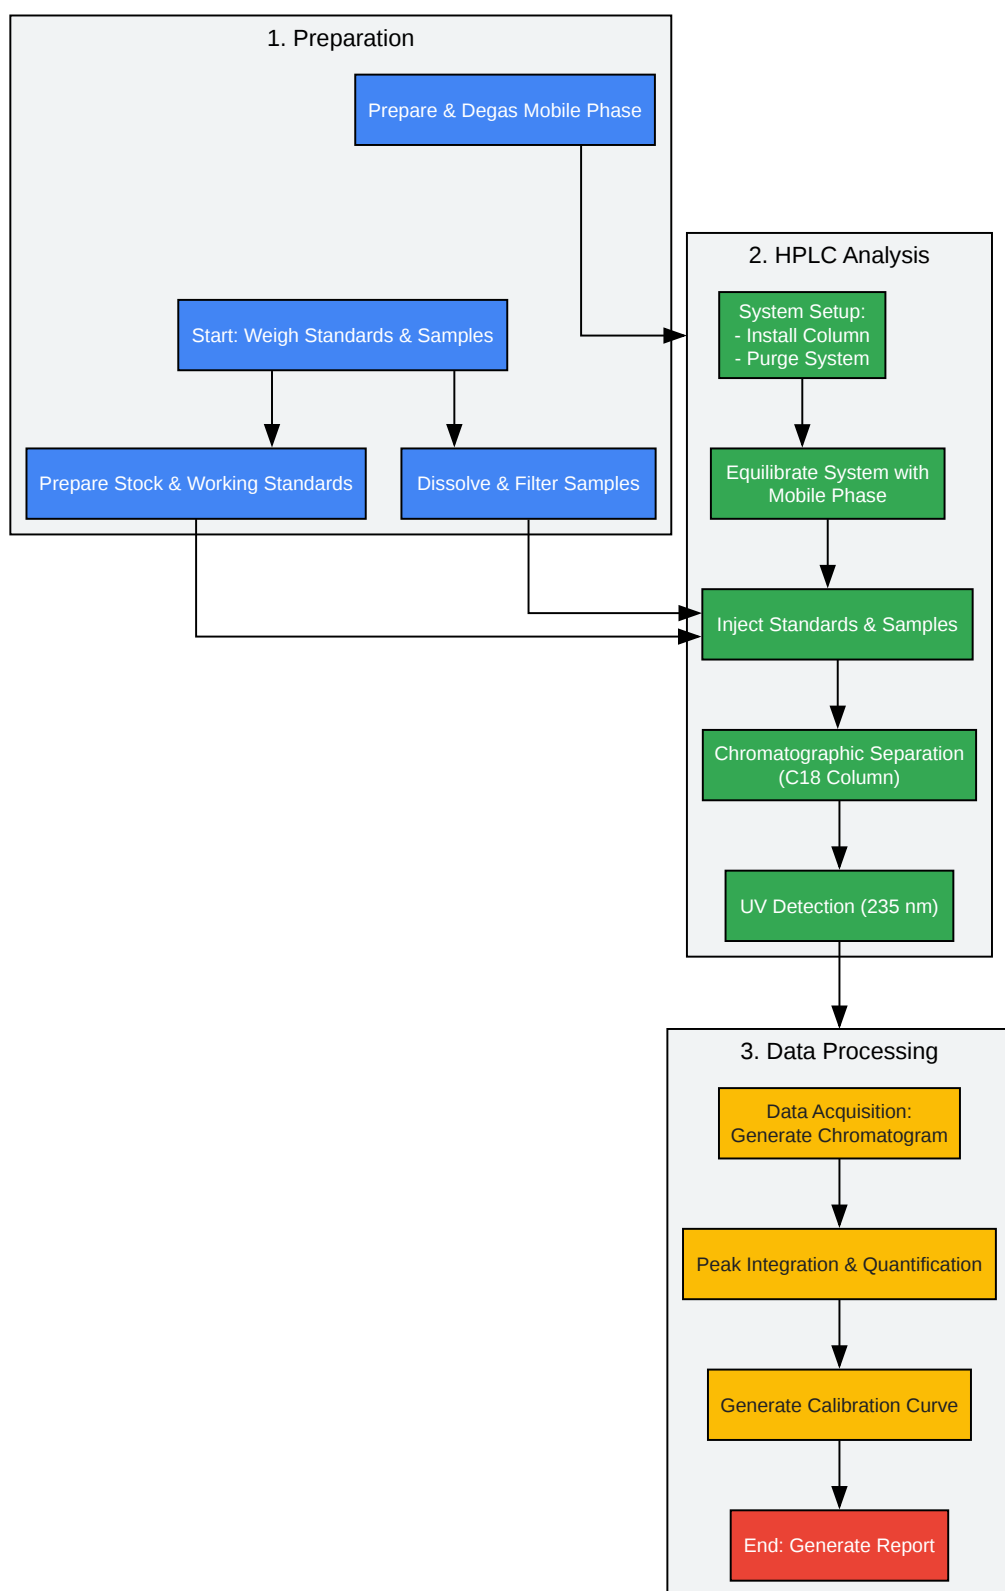 1. Preparation
Prepare & Degas Mobile Phase
Start: Weigh Standards & Samples
Prepare Stock & Working Standards
Dissolve & Filter Samples
2. HPLC Analysis
System Setup:
- Install Column
- Purge System
Equilibrate System with
Mobile Phase
Inject Standards & Samples
Chromatographic Separation
(C18 Column)
UV Detection (235 nm)
3. Data Processing
Data Acquisition:
Generate Chromatogram
Peak Integration & Quantification
Generate Calibration Curve
End: Generate Report